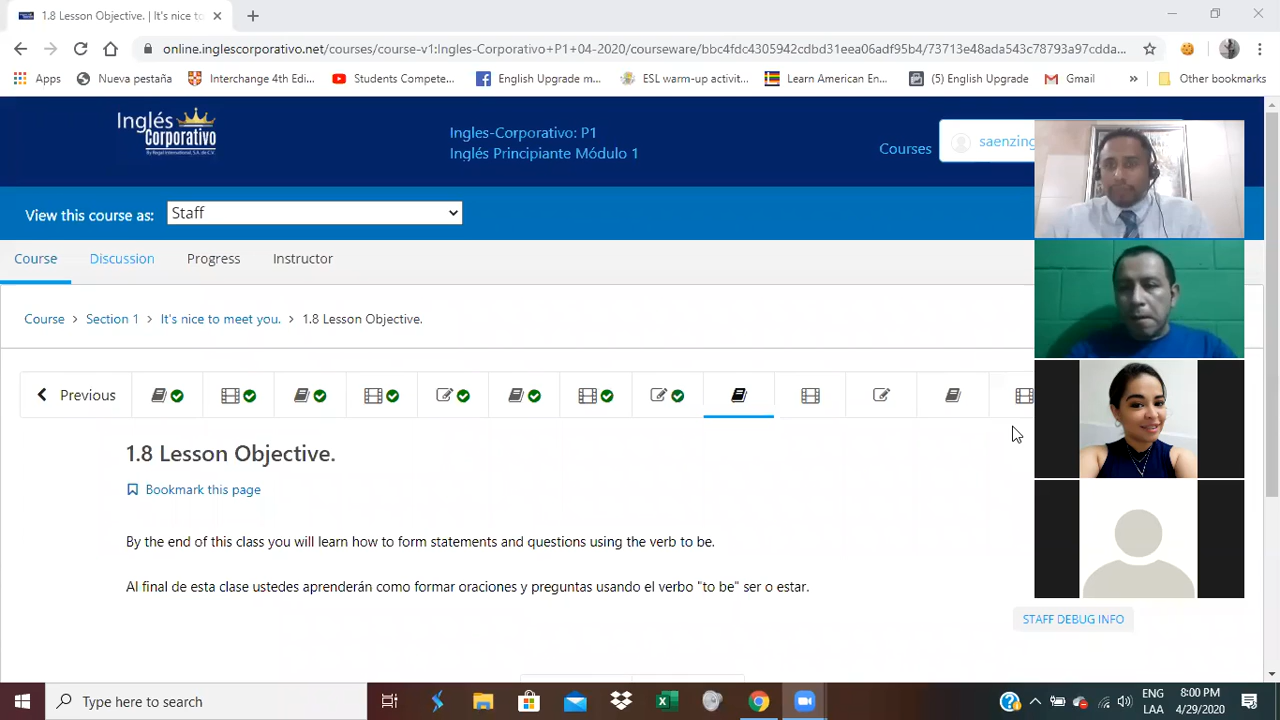 1.8 Lesson Objective. | It's nice to
online.inglescorporativo.net/courses/course-v1:Ingles-Corporativo+P1+04-2020/courseware/bbc4fdc4305942cdbd31eea06adf95b4/73713e48ada543c78793a97cdda...
Apps Nueva pestaña Interchange 4th Edi... Students Compete... English Upgrade m... ESL warm-up activit... Learn American En... (5) English Upgrade Gmail » Other bookmarks
Inglés
Corporativo
By Regal International, S.A. de C.V.
Ingles-Corporativo: P1
Inglés Principiante Módulo 1
Courses
saenzing
View this course as: Staff
Course Discussion Progress Instructor
Course > Section 1 > It's nice to meet you. > 1.8 Lesson Objective.
Previous
1.8 Lesson Objective.
Bookmark this page
By the end of this class you will learn how to form statements and questions using the verb to be.
Al final de esta clase ustedes aprenderán como formar oraciones y preguntas usando el verbo "to be" ser o estar.
STAFF DEBUG INFO
Type here to search
ENG
LAA
8:00 PM
4/29/2020